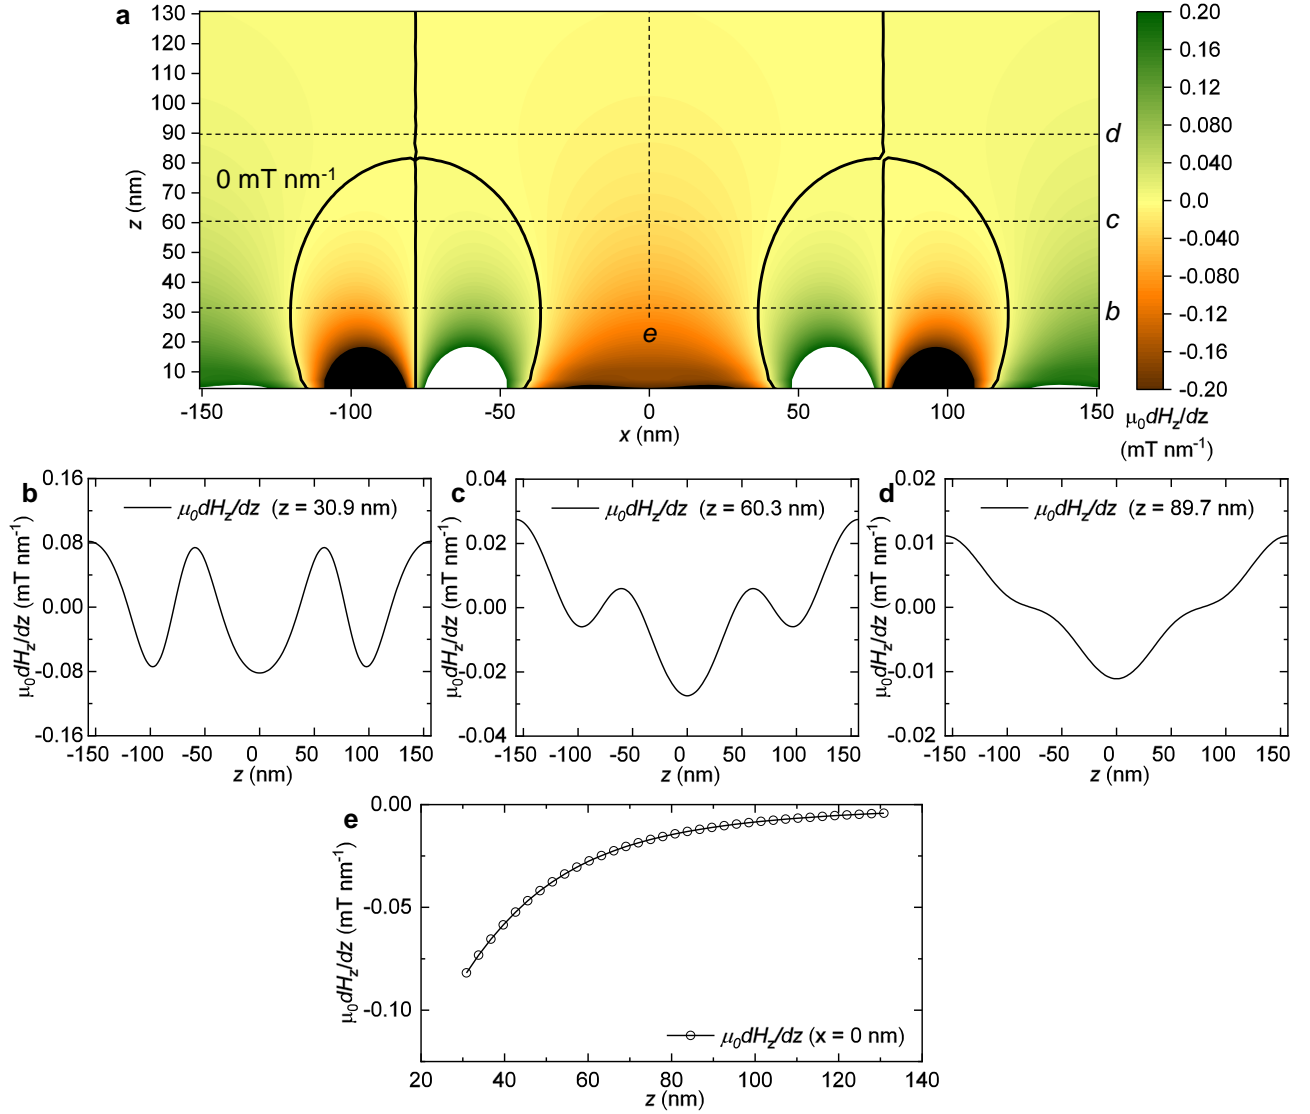 a
130
120
110
100
90
80
70
60
50
40
30
20
10
z (nm)
0 mT nm-1
d
c
b
e
-150
-100
-50
0
50
100
150
x (nm)
0.20
0.16
0.12
0.080
0.040
0.0
-0.040
-0.080
-0.12
-0.16
-0.20
μ0dHz/dz
(mT nm-1)
b
μ0dHz/dz (z = 30.9 nm)
0.16
0.08
0.00
-0.08
-0.16
μ0dHz/dz (mT nm-1)
-150 -100 -50 0 50 100 150
z (nm)
c
μ0dHz/dz (z = 60.3 nm)
0.04
0.02
0.00
-0.02
-0.04
μ0dHz/dz (mT nm-1)
-150 -100 -50 0 50 100 150
z (nm)
d
μ0dHz/dz (z = 89.7 nm)
0.02
0.01
0.00
-0.01
-0.02
μ0dHz/dz (mT nm-1)
-150 -100 -50 0 50 100 150
z (nm)
e
0.00
-0.05
-0.10
μ0dHz/dz (mT nm-1)
μ0dHz/dz (x = 0 nm)
20 40 60 80 100 120 140
z (nm)